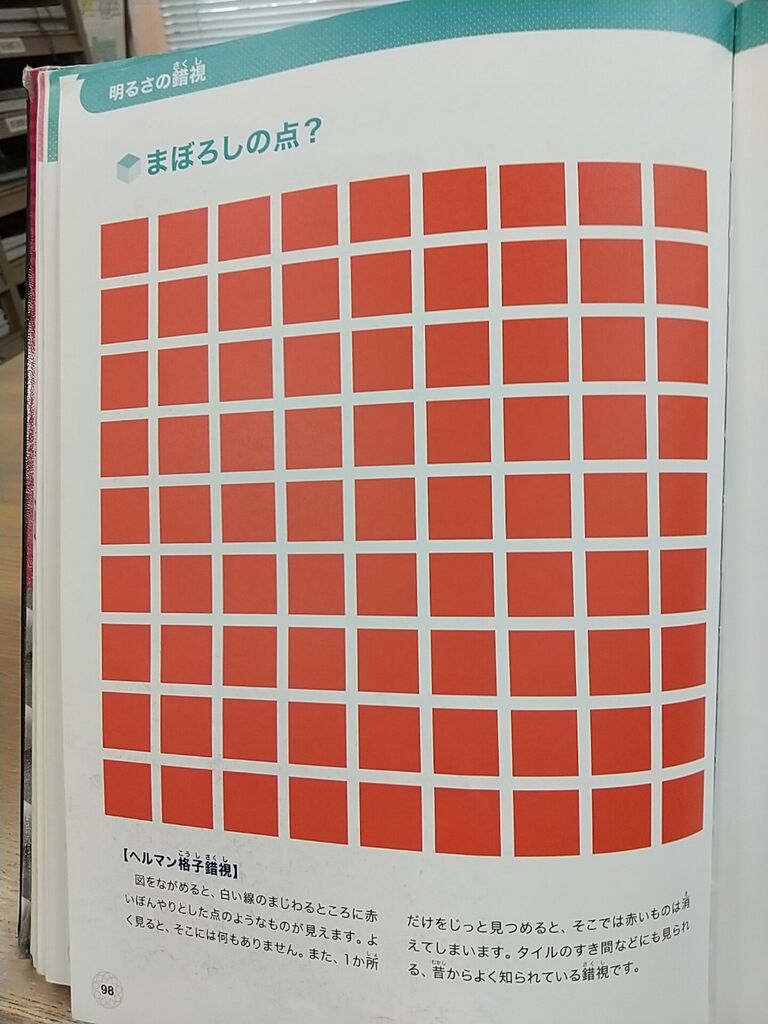 明るさの錯視
まぼろしの点？
【ヘルマン格子錯視】
図をながめると、白い線のまじわるところに赤
いぼんやりとした点のようなものが見えます。よ
く見ると、そこには何もありません。また、1か所
だけをじっと見つめると、そこでは赤いものは消
えてしまいます。タイルのすき間などにも見られ
る、昔からよく知られている錯視です。
98